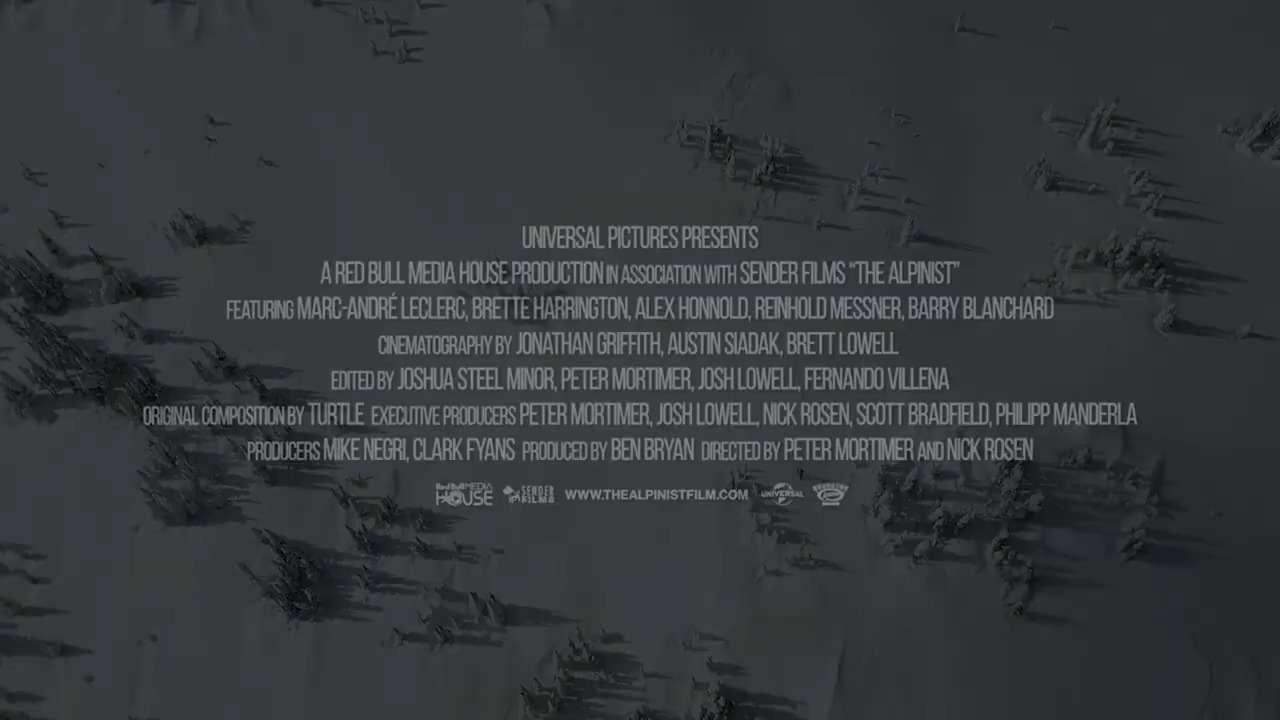 UNIVERSAL PICTURES PRESENTS
A RED BULL MEDIA HOUSE PRODUCTION IN ASSOCIATION WITH SENDER FILMS “THE ALPINIST”
FEATURING MARC-ANDRÉ LECLERC, BRETTE HARRINGTON, ALEX HONNOLD, REINHOLD MESSNER, BARRY BLANCHARD
CINEMATOGRAPHY BY JONATHAN GRIFFITH, AUSTIN SIADAK, BRETT LOWELL
EDITED BY JOSHUA STEEL MINOR, PETER MORTIMER, JOSH LOWELL, FERNANDO VILLENA
ORIGINAL COMPOSITION BY TURTLE EXECUTIVE PRODUCERS PETER MORTIMER, JOSH LOWELL, NICK ROSEN, SCOTT BRADFIELD, PHILIPP MANDERLA
PRODUCERS MIKE NEGRI, CLARK FYANS PRODUCED BY BEN BRYAN DIRECTED BY PETER MORTIMER AND NICK ROSEN
Red Bull MEDIA HOUSE SENDER FILMS WWW.THEALPINISTFILM.COM UNIVERSAL